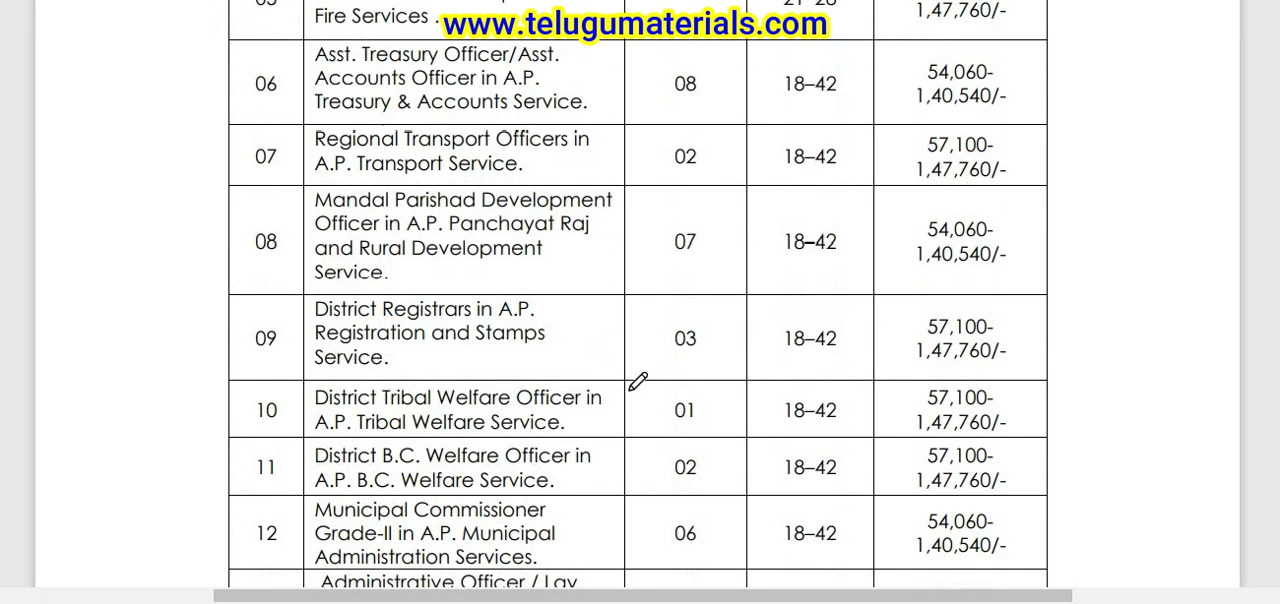 Fire Services .
1,47,760/-
www.telugumaterials.com
06
Asst. Treasury Officer/Asst.
Accounts Officer in A.P.
Treasury & Accounts Service.
08
18–42
54,060-
1,40,540/-
07
Regional Transport Officers in
A.P. Transport Service.
02
18–42
57,100-
1,47,760/-
08
Mandal Parishad Development
Officer in A.P. Panchayat Raj
and Rural Development
Service.
07
18–42
54,060-
1,40,540/-
09
District Registrars in A.P.
Registration and Stamps
Service.
03
18–42
57,100-
1,47,760/-
10
District Tribal Welfare Officer in
A.P. Tribal Welfare Service.
01
18–42
57,100-
1,47,760/-
11
District B.C. Welfare Officer in
A.P. B.C. Welfare Service.
02
18–42
57,100-
1,47,760/-
12
Municipal Commissioner
Grade-II in A.P. Municipal
Administration Services.
06
18–42
54,060-
1,40,540/-
Administrative Officer / Lay